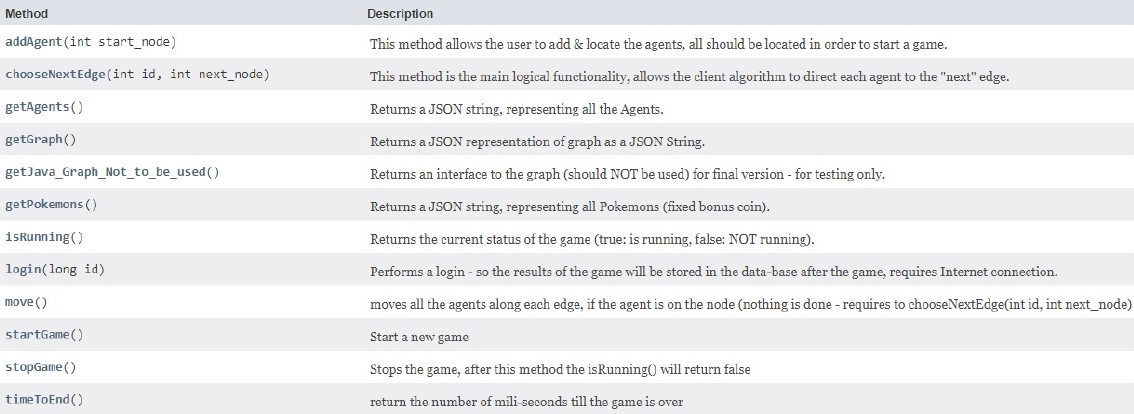 Method Description
addAgent(int start_node) This method allows the user to add & locate the agents, all should be located in order to start a game.
chooseNextEdge(int id, int next_node) This method is the main logical functionality, allows the client algorithm to direct each agent to the "next" edge.
getAgents() Returns a JSON string, representing all the Agents.
getGraph() Returns a JSON representation of graph as a JSON String.
getJava_Graph_Not_to_be_used() Returns an interface to the graph (should NOT be used) for final version - for testing only.
getPokemons() Returns a JSON string, representing all Pokemons (fixed bonus coin).
isRunning() Returns the current status of the game (true: is running, false: NOT running).
login(long id) Performs a login - so the results of the game will be stored in the data-base after the game, requires Internet connection.
move() moves all the agents along each edge, if the agent is on the node (nothing is done - requires to chooseNextEdge(int id, int next_node)
startGame() Start a new game
stopGame() Stops the game, after this method the isRunning() will return false
timeToEnd() return the number of mili-seconds till the game is over